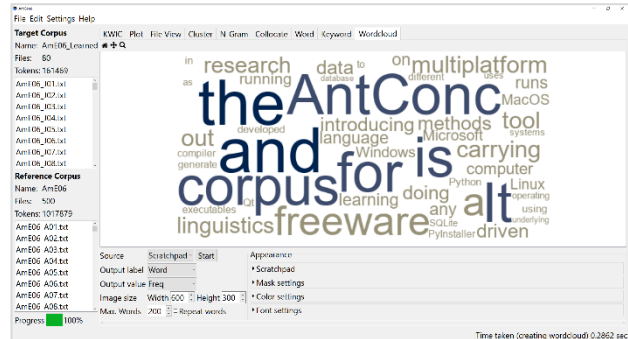 AntConc
File Edit Settings Help
Target Corpus
Name: AmE06_Learned
Files: 80
Tokens: 161469
AmE06_J01.txt
AmE06_J02.txt
AmE06_J03.txt
AmE06_J04.txt
AmE06_J05.txt
AmE06_J06.txt
AmE06_J07.txt
AmE06_J08.txt
Reference Corpus
Name: AmE06
Files: 500
Tokens: 1017879
AmE06_A01.txt
AmE06_A02.txt
AmE06_A03.txt
AmE06_A04.txt
AmE06_A05.txt
AmE06_A06.txt
AmE06_A07.txt
AmE06_A08.txt
Progress 100%
KWIC Plot File View Cluster N-Gram Collocate Word Keyword Wordcloud
in research data to on multiplatform
as running database different uses runs
the AntConc MacOS
developed introducing methods tool
out language Microsoft systems
compiler and Windows is carrying
generate for computer
corpus learning doing Python Linux
executables Qt any alt operating
linguistics freeware SQLite using
PyInstaller driven underlying
Source Scratchpad Start
Output label Word
Output value Freq
Image size Width 600 Height 300
Max. Words 200 Repeat words
Appearance
Scratchpad
Mask settings
Color settings
Font settings
Time taken (creating wordcloud) 0.2862 sec